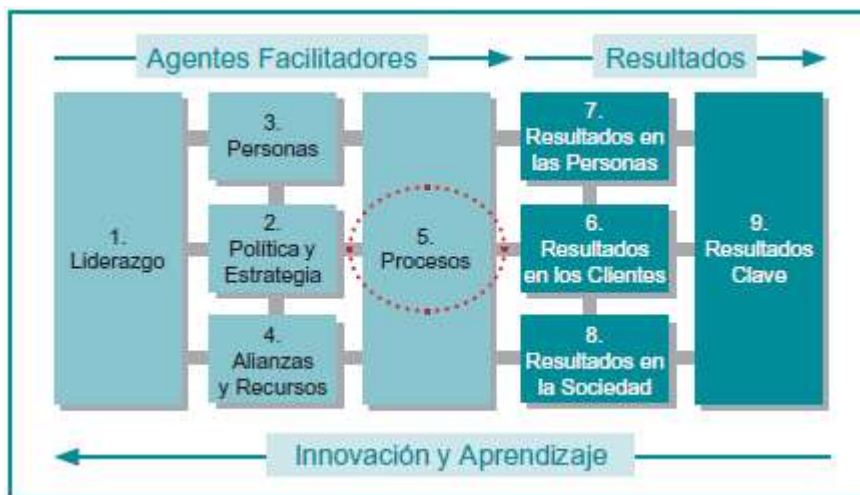 Agentes Facilitadores
Resultados
1.
Liderazgo
3.
Personas
2.
Política y
Estrategia
4.
Alianzas
y Recursos
5.
Procesos
7.
Resultados en
las Personas
6.
Resultados
en los Clientes
8.
Resultados en
la Sociedad
9.
Resultados
Clave
Innovación y Aprendizaje